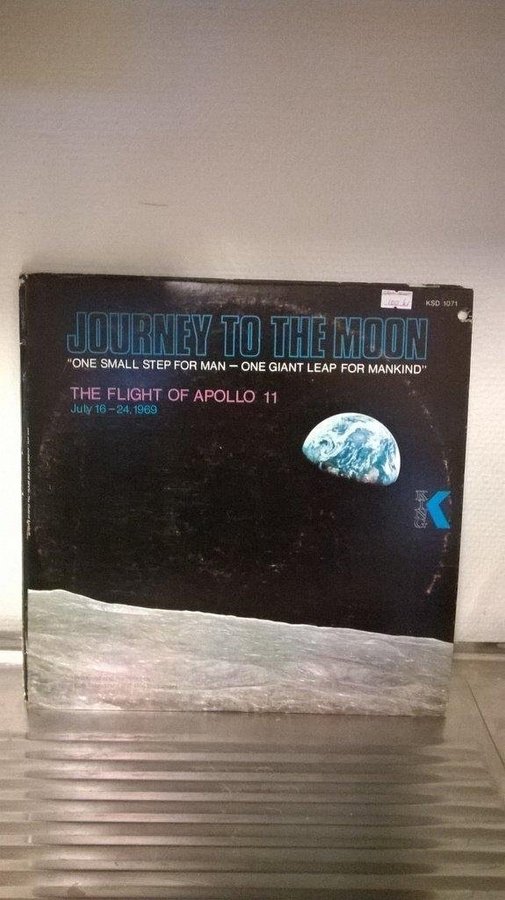 KSD 1071
JOURNEY TO THE MOON
"ONE SMALL STEP FOR MAN — ONE GIANT LEAP FOR MANKIND"
THE FLIGHT OF APOLLO 11
July 16–24, 1969